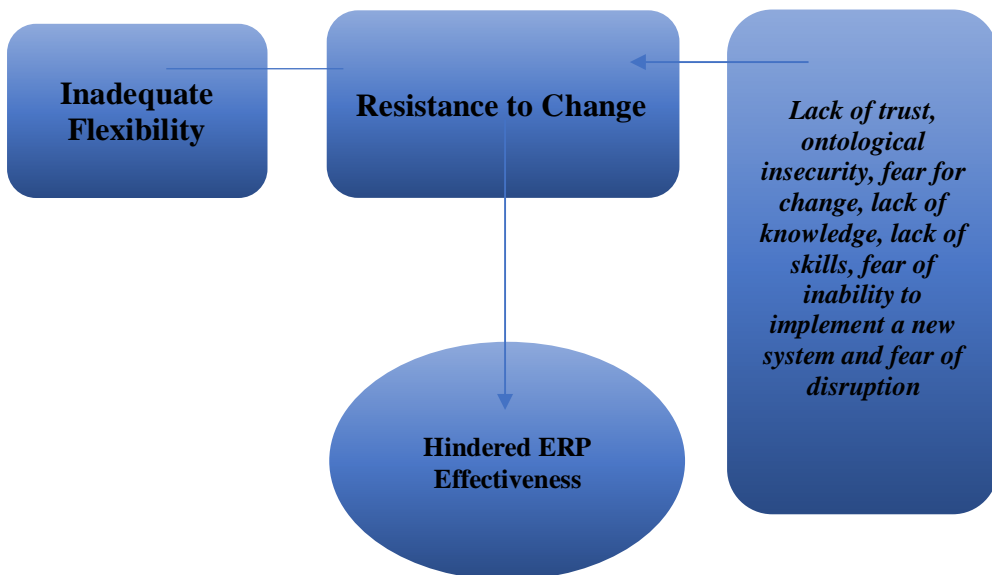 Inadequate
Flexibility
Resistance to Change
Lack of trust,
ontological
insecurity, fear for
change, lack of
knowledge, lack of
skills, fear of
inability to
implement a new
system and fear of
disruption
Hindered ERP
Effectiveness